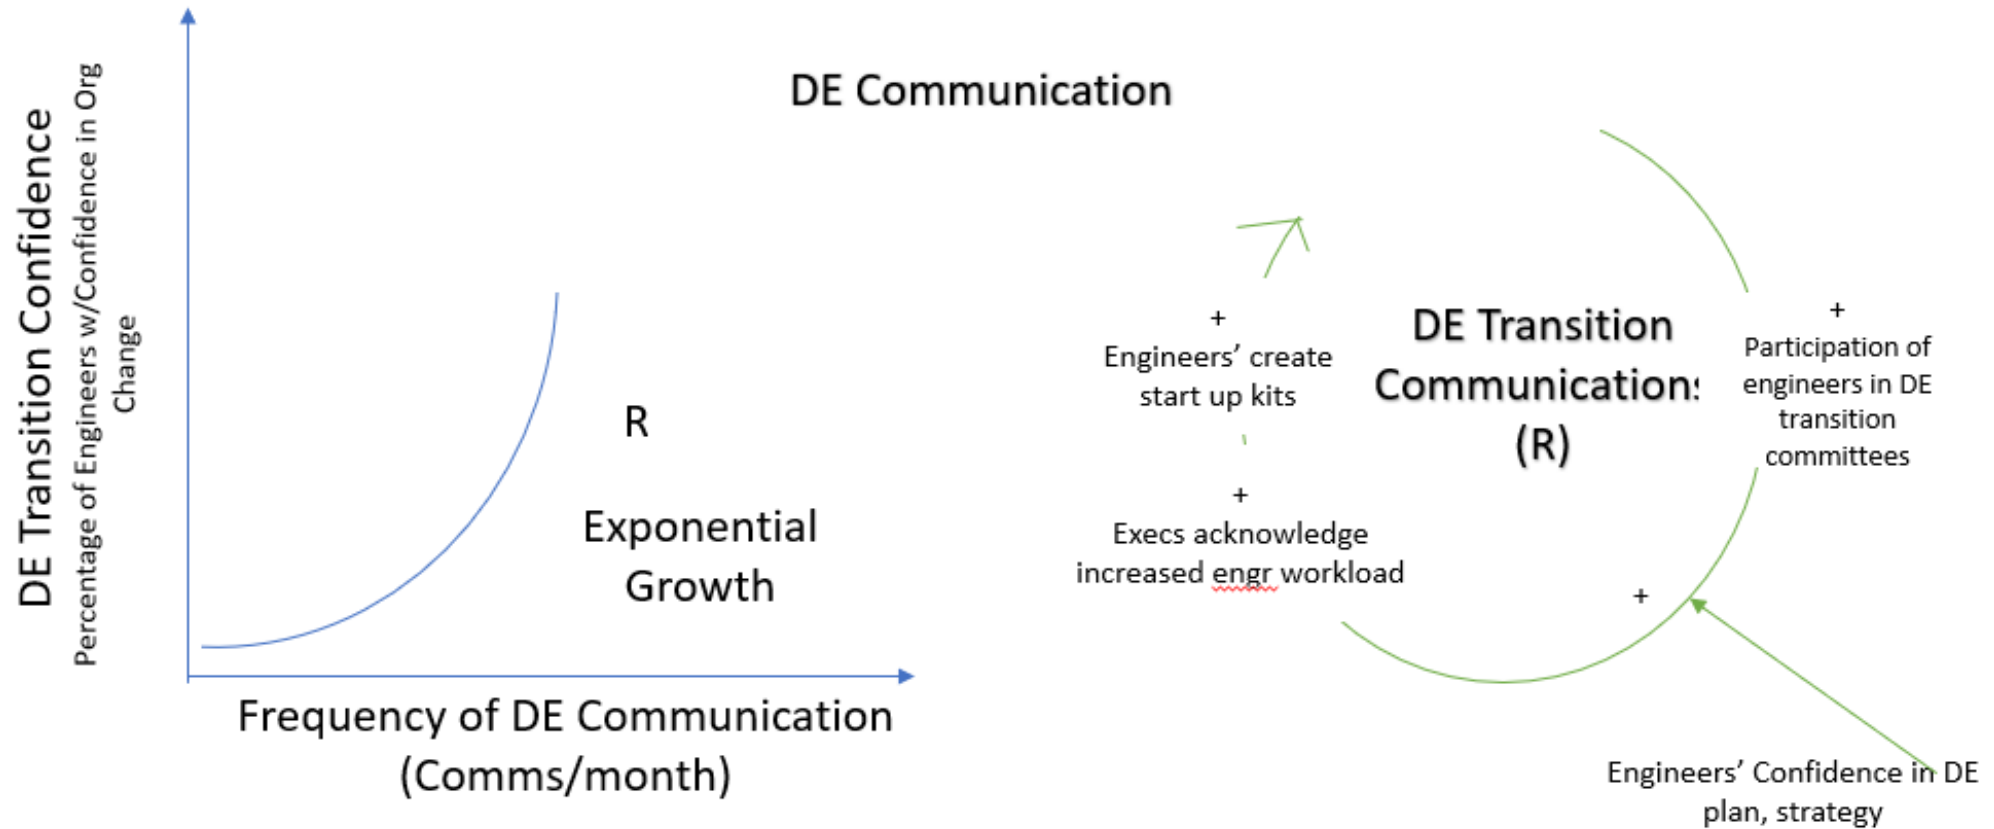 DE Transition Confidence
Percentage of Engineers w/Confidence in Org
Change
R
Exponential
Growth
Frequency of DE Communication
(Comms/month)
DE Communication
+
Engineers’ create
start up kits
+
Execs acknowledge
increased engr workload
DE Transition
Communications
(R)
+
Participation of
engineers in DE
transition
committees
+
Engineers’ Confidence in DE
plan, strategy